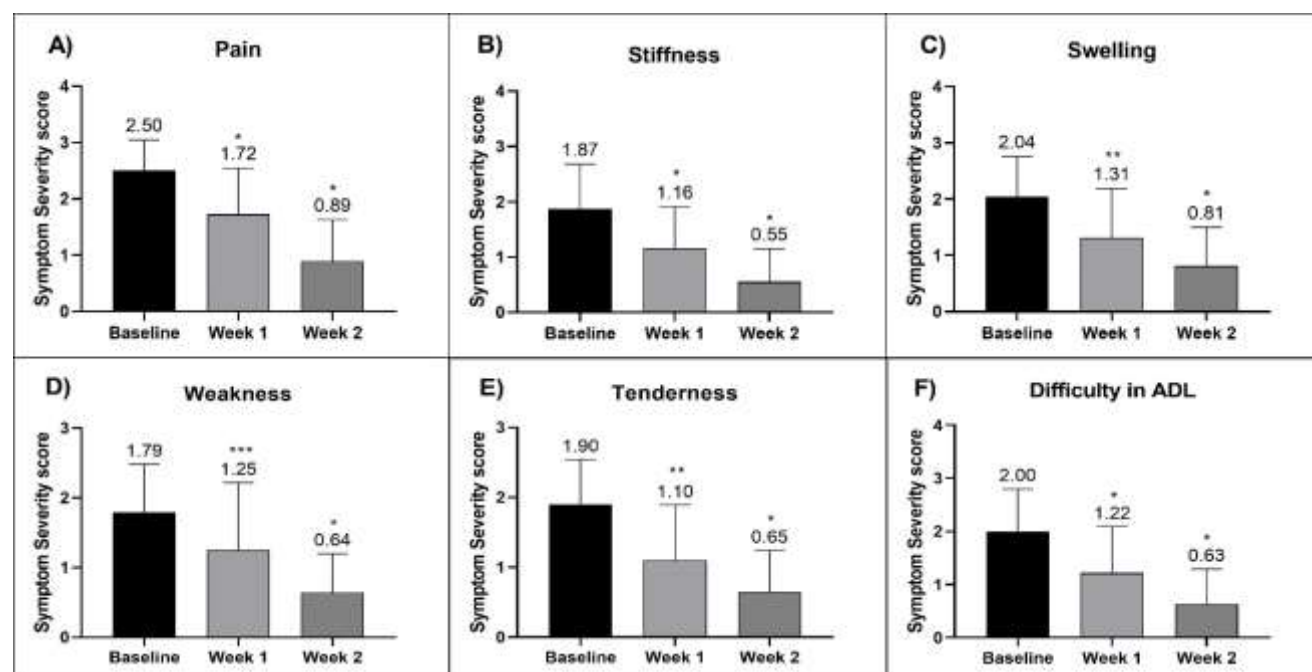 A)
Pain
Symptom Severity score
4
3
2
1
0
2.50
*
1.72
*
0.89
Baseline Week 1 Week 2
B)
Stiffness
Symptom Severity score
4
3
2
1
0
1.87
*
1.16
*
0.55
Baseline Week 1 Week 2
C)
Swelling
Symptom Severity score
4
3
2
1
0
2.04
**
1.31
*
0.81
Baseline Week 1 Week 2
D)
Weakness
Symptom Severity score
3
2
1
0
1.79
***
1.25
*
0.64
Baseline Week 1 Week 2
E)
Tenderness
Symptom Severity score
3
2
1
0
1.90
**
1.10
*
0.65
Baseline Week 1 Week 2
F)
Difficulty in ADL
Symptom Severity score
4
3
2
1
0
2.00
*
1.22
*
0.63
Baseline Week 1 Week 2